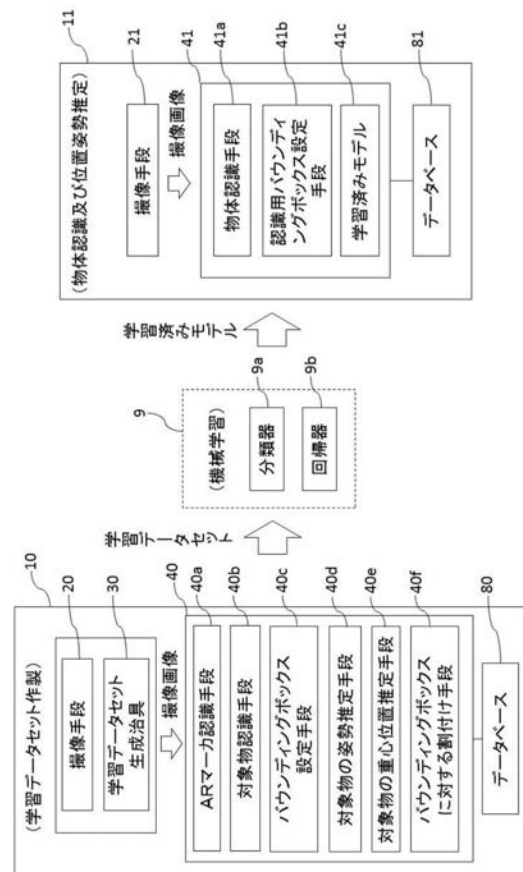 10
(学習データセット作製)
20
撮像手段
30
学習データセット
生成治具
撮像画像
40
40a
ARマーカ認識手段
40b
対象物認識手段
40c
バウンディングボックス
設定手段
40d
対象物の姿勢推定手段
40e
対象物の重心位置推定手段
40f
バウンディングボックス
に対する割付け手段
80
データベース
学習データセット
9
(機械学習)
9a
分類器
9b
回帰器
学習済みモデル
11
(物体認識及び位置姿勢推定)
21
撮像手段
撮像画像
41
41a
物体認識手段
41b
認識用バウンディ
ングボックス設定
手段
41c
学習済みモデル
81
データベース